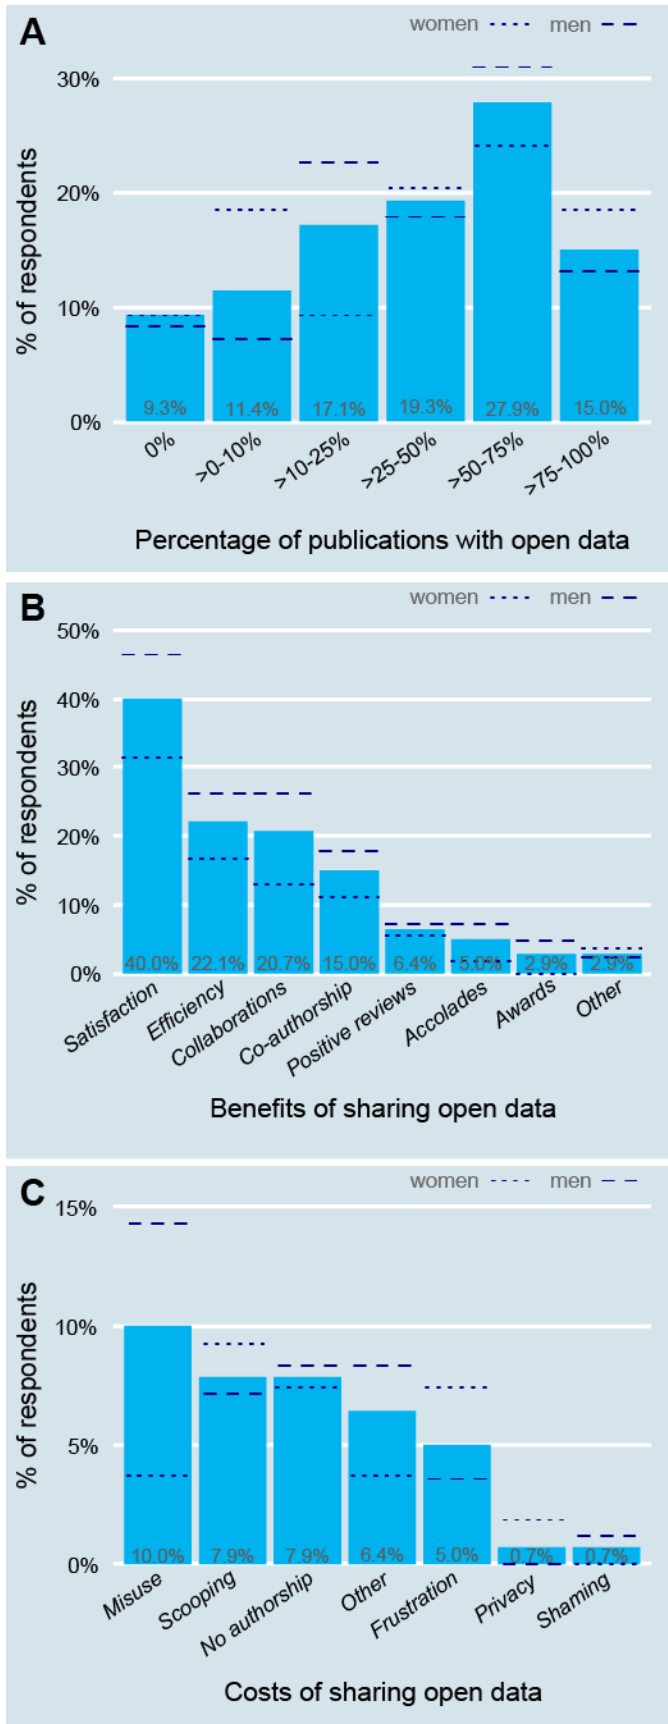 A
women men
30%
20%
10%
0%
% of respondents
9.3% 11.4% 17.1% 19.3% 27.9% 15.0%
0% >0-10% >10-25% >25-50% >50-75% >75-100%
Percentage of publications with open data
B
women men
50%
40%
30%
20%
10%
0%
% of respondents
40.0% 22.1% 20.7% 15.0% 6.4% 5.0% 2.9% 2.9%
Satisfaction Efficiency Collaborations Co-authorship Positive reviews Accolades Awards Other
Benefits of sharing open data
C
women men
15%
10%
5%
0%
% of respondents
10.0% 7.9% 7.9% 6.4% 5.0% 0.7% 0.7%
Misuse Scooping No authorship Other Frustration Privacy Shaming
Costs of sharing open data